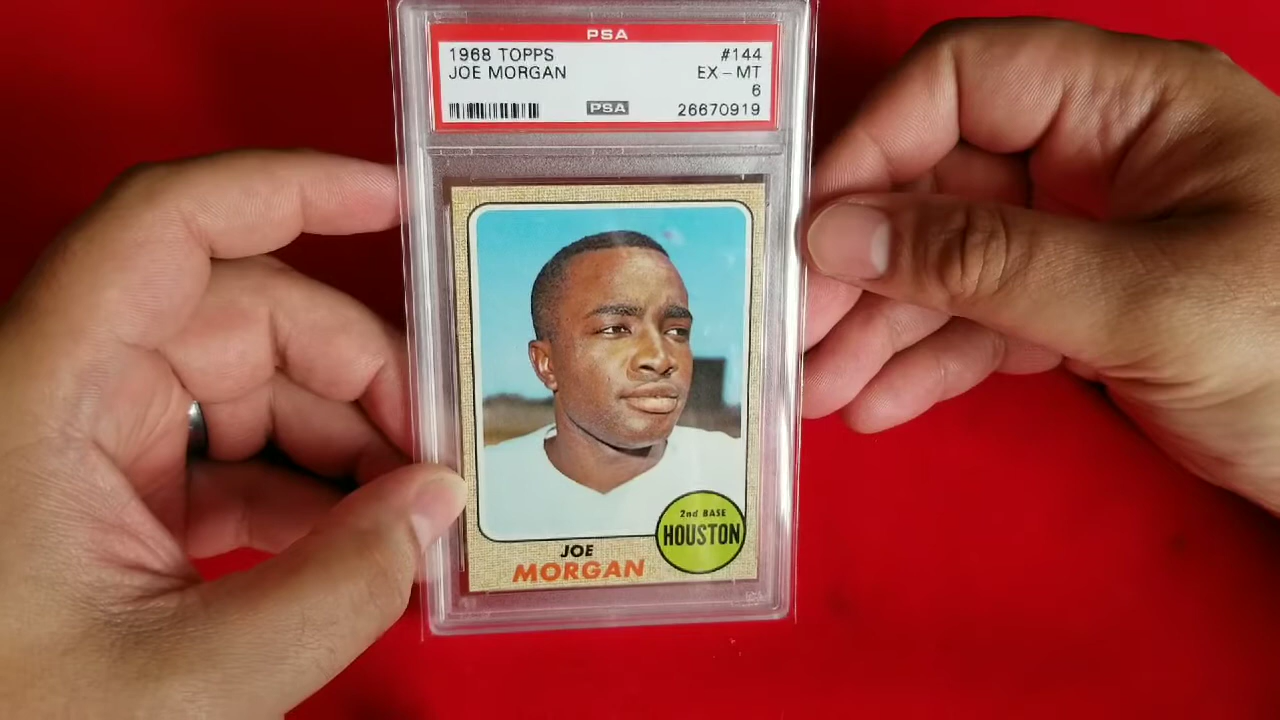 PSA
1968 TOPPS #144
JOE MORGAN EX - MT
6
PSA 26670919
2nd BASE
HOUSTON
JOE
MORGAN